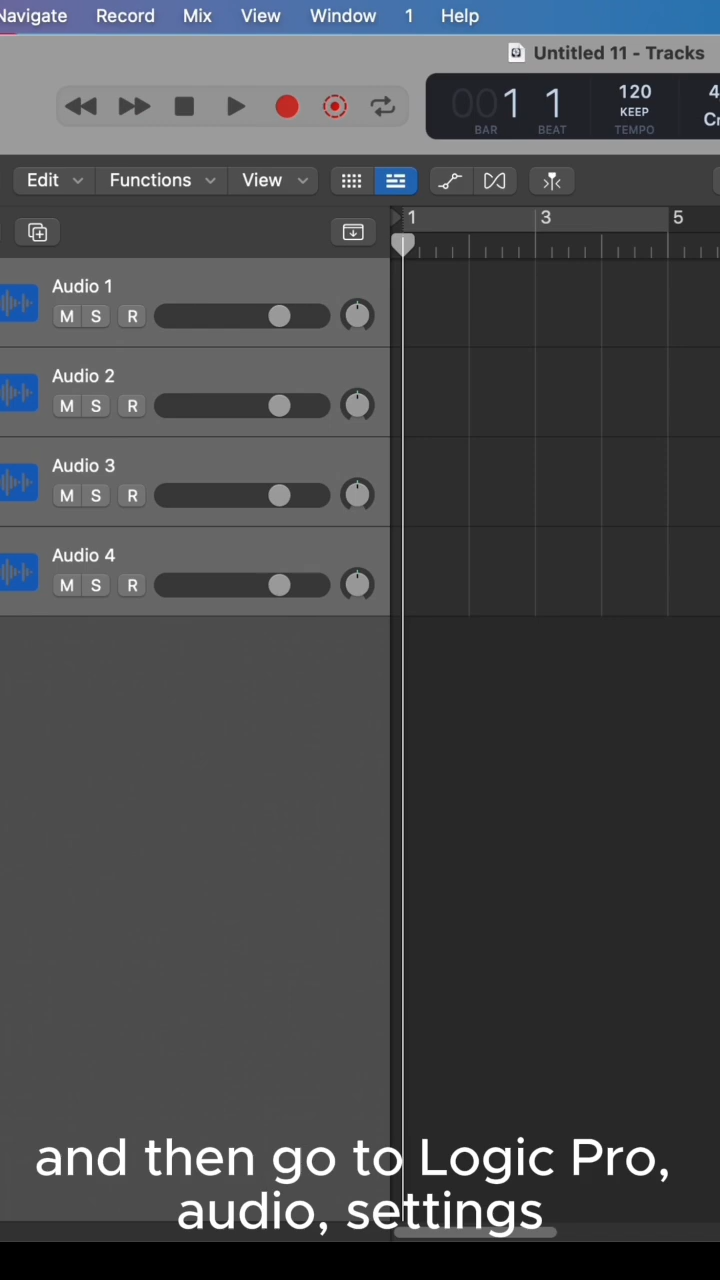 Navigate Record Mix View Window 1 Help
Untitled 11 - Tracks
001 1 120
KEEP
BAR BEAT TEMPO
Edit Functions View
1 3 5
Audio 1
M S R
Audio 2
M S R
Audio 3
M S R
Audio 4
M S R
and then go to Logic Pro,
audio, settings